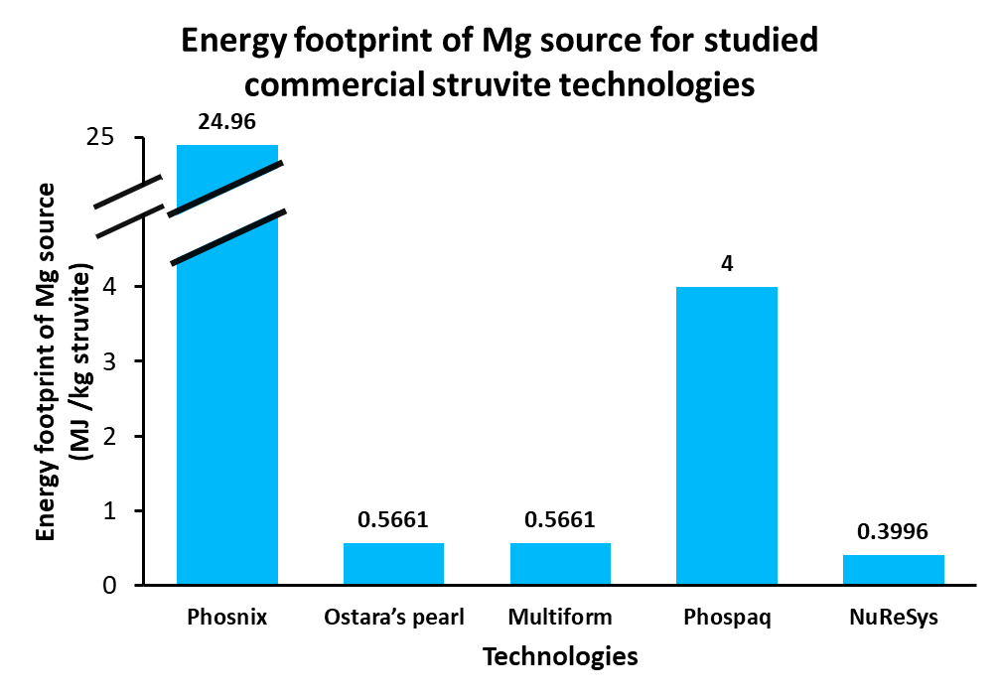 Energy footprint of Mg source for studied
commercial struvite technologies
Energy footprint of Mg source
(MJ /kg struvite)
25
4
3
2
1
0
24.96
0.5661
0.5661
4
0.3996
Phosnix
Ostara’s pearl
Multiform
Phospaq
NuReSys
Technologies